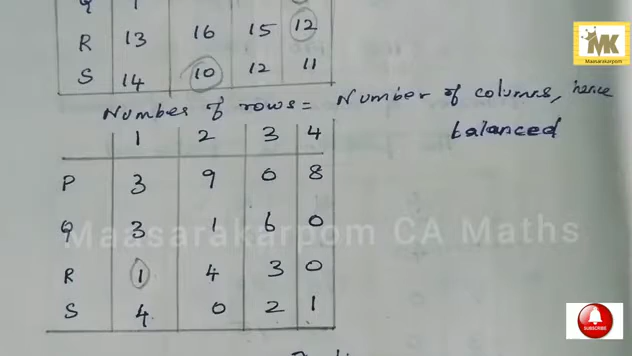 R 13 16 15 12
S 14 10 12 11
Number of rows = Number of columns, hence
balanced
1 2 3 4
P 3 9 0 8
Q 3 1 6 0
R 1 4 3 0
S 4 0 2 1
Maasarakarpom CA Maths
MK
Maasarakarpom
SUBSCRIBE